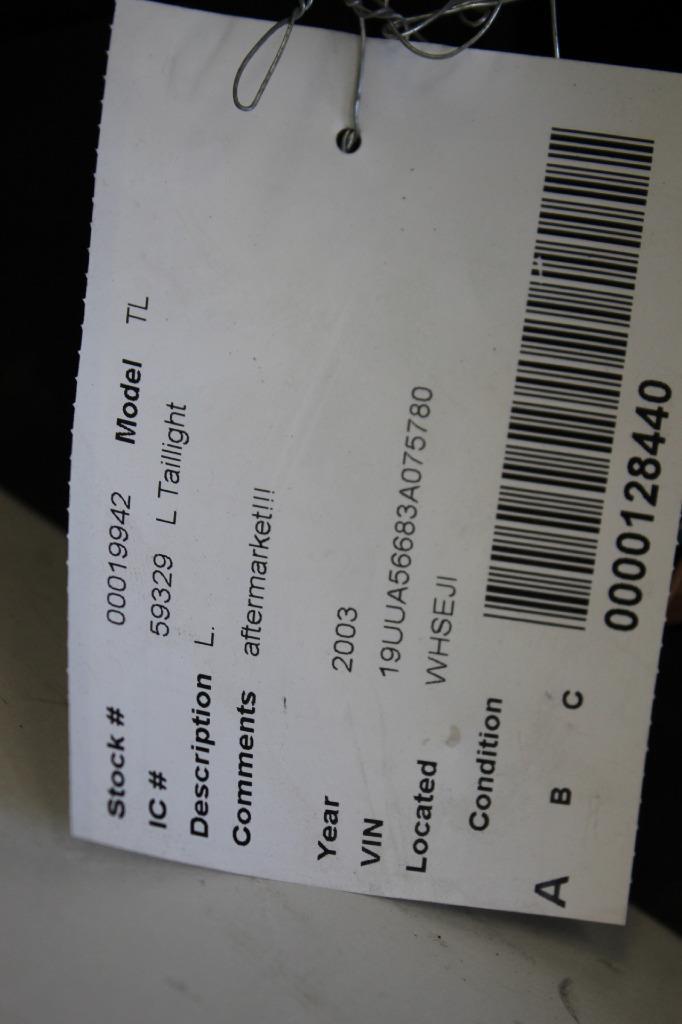 Stock # 00019942 Model TL
IC # 59329 L Taillight
Description L.
Comments aftermarket!!!
Year 2003
VIN 19UUA56683A075780
Located WHSEJI
Condition
A B C
0000128440